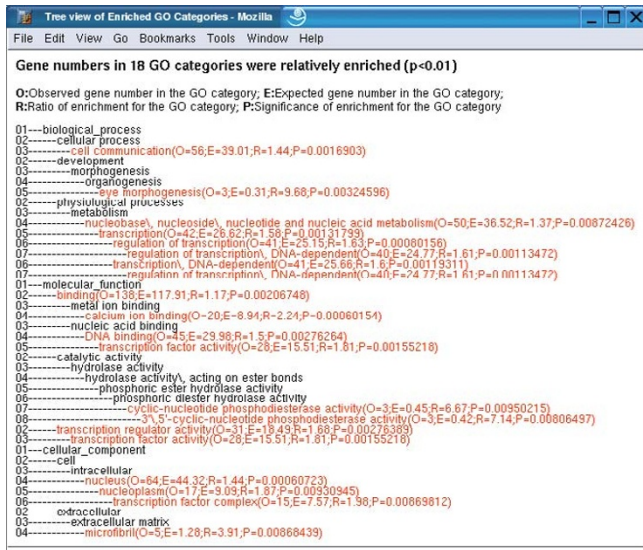 Tree view of Enriched GO Categories - Mozilla
File Edit View Go Bookmarks Tools Window Help
Gene numbers in 18 GO categories were relatively enriched (p<0.01)
O:Observed gene number in the GO category; E:Expected gene number in the GO category;
R:Ratio of enrichment for the GO category; P:Significance of enrichment for the GO category
01---biological_process
02------cellular process
03---------cell communication(O=56;E=39.01;R=1.44;P=0.0016903)
02------development
03---------morphogenesis
04------------organogenesis
05---------------eye morphogenesis(O=3;E=0.31;R=9.68;P=0.00324596)
02------physiological processes
03---------metabolism
04------------nucleobase\, nucleoside\, nucleotide and nucleic acid metabolism(O=50;E=36.52;R=1.37;P=0.00872426)
05---------------transcription(O=42;E=26.62;R=1.58;P=0.00131799)
06------------------regulation of transcription(O=41;E=25.15;R=1.63;P=0.00080156)
07---------------------regulation of transcription\, DNA-dependent(O=40;E=24.77;R=1.61;P=0.00113472)
06------------------transcription\, DNA-dependent(O=41;E=25.66;R=1.6;P=0.00119311)
07---------------------regulation of transcription\, DNA-dependent(O=40;E=24.77;R=1.61;P=0.00113472)
01---molecular_function
02------binding(O=138;E=117.91;R=1.17;P=0.00206748)
03---------metal ion binding
04------------calcium ion binding(O=20;E=8.94;R=2.24;P=0.00060154)
03---------nucleic acid binding
04------------DNA binding(O=45;E=29.98;R=1.5;P=0.00276264)
05---------------transcription factor activity(O=28;E=15.51;R=1.81;P=0.00155218)
02------catalytic activity
03---------hydrolase activity
04------------hydrolase activity\, acting on ester bonds
05---------------phosphoric ester hydrolase activity
06------------------phosphoric diester hydrolase activity
07---------------------cyclic-nucleotide phosphodiesterase activity(O=3;E=0.45;R=6.67;P=0.00950215)
08------------------------3\',5\'-cyclic-nucleotide phosphodiesterase activity(O=3;E=0.42;R=7.14;P=0.00806497)
02------transcription regulator activity(O=31;E=18.49;R=1.68;P=0.00276389)
03---------transcription factor activity(O=28;E=15.51;R=1.81;P=0.00155218)
01---cellular_component
02------cell
03---------intracellular
04------------nucleus(O=64;E=44.32;R=1.44;P=0.00060723)
05---------------nucleoplasm(O=17;E=9.09;R=1.87;P=0.00930945)
06------------------transcription factor complex(O=15;E=7.57;R=1.98;P=0.00869812)
02------extracellular
03---------extracellular matrix
04------------microfibril(O=5;E=1.28;R=3.91;P=0.00868439)